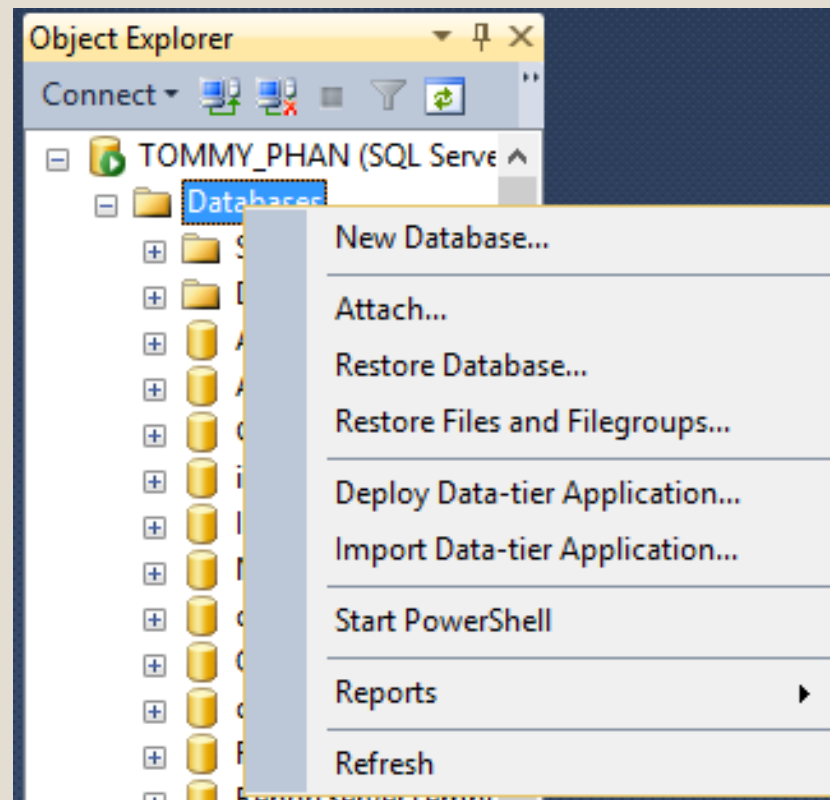 Object Explorer
Connect
TOMMY_PHAN (SQL Serve
Databases
New Database...
Attach...
Restore Database...
Restore Files and Filegroups...
Deploy Data-tier Application...
Import Data-tier Application...
Start PowerShell
Reports
Refresh